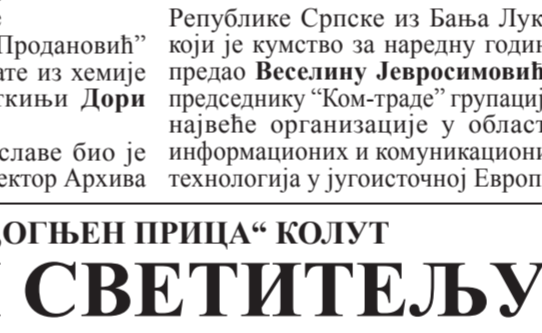 Продановић”
ате из хемије
ткињи Дори
славе био је
ектор Архива
Републике Српске из Бања Лук
који је кумство за наредну годин
предао Веселину Јевросимовић
председнику “Ком-траде” групациј
највеће организације у област
информационих и комуникациони
технологија у југоисточној Европ
ОГЊЕН ПРИЦА“ КОЛУТ
СВЕТИТЕЉУ